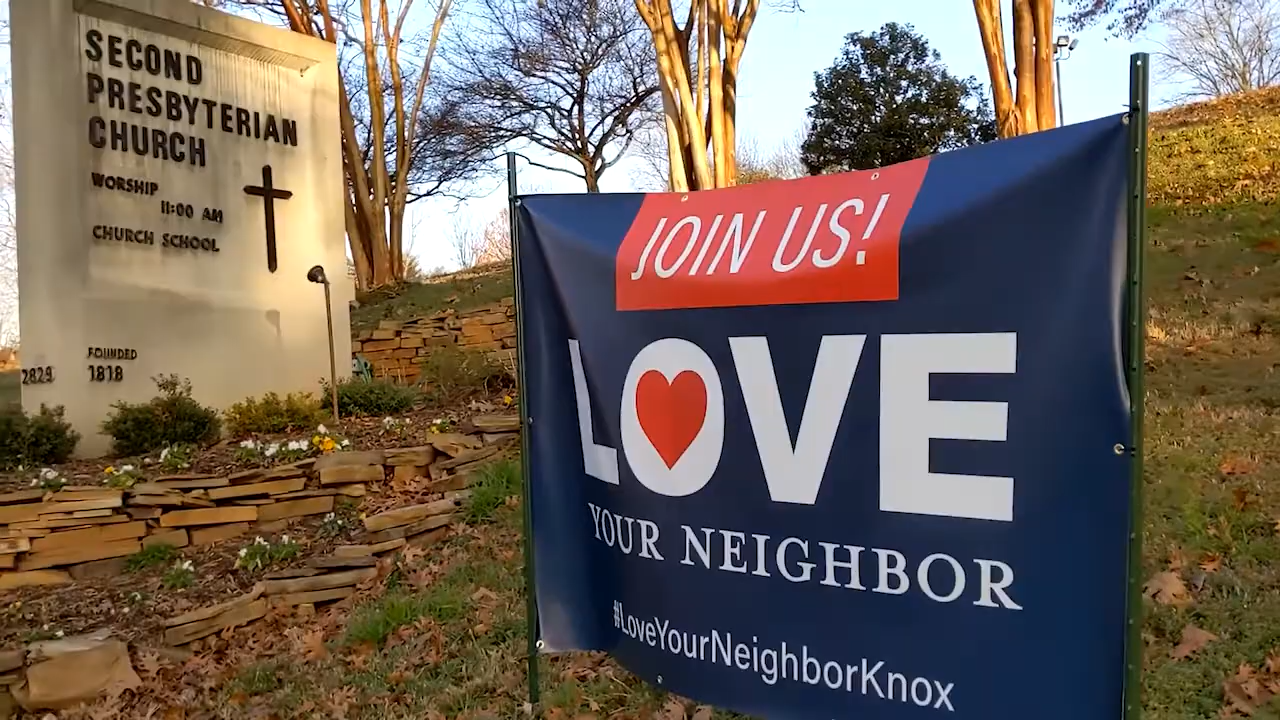 SECOND
PRESBYTERIAN
CHURCH
WORSHIP
11:00 AM
CHURCH SCHOOL
FOUNDED
1818
2829
JOIN US!
LOVE
YOUR NEIGHBOR
#LoveYourNeighborKnox